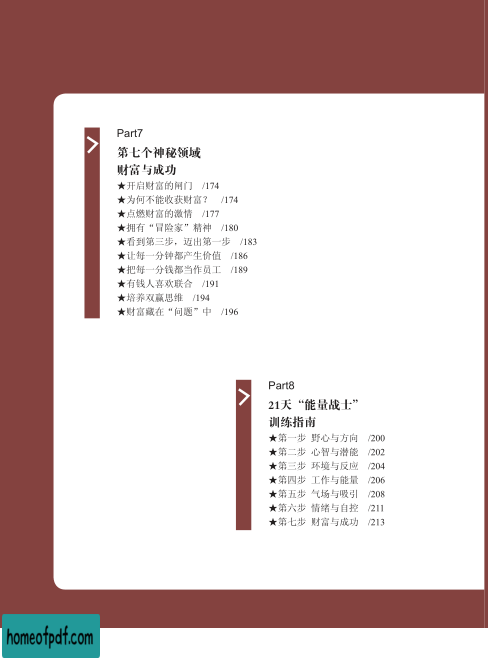 Part7
第七个神秘领域
财富与成功
★开启财富的闸门 /174
★为何不能收获财富？ /174
★点燃财富的激情 /177
★拥有“冒险家”精神 /180
★看到第三步，迈出第一步 /183
★让每一分钟都产生价值 /186
★把每一分钱都当作员工 /189
★有钱人喜欢联合 /191
★培养双赢思维 /194
★财富藏在“问题”中 /196
Part8
21天“能量战士”
训练指南
★第一步 野心与方向 /200
★第二步 心智与潜能 /202
★第三步 环境与反应 /204
★第四步 工作与能量 /206
★第五步 气场与吸引 /208
★第六步 情绪与自控 /211
★第七步 财富与成功 /213
homeofpdf.com